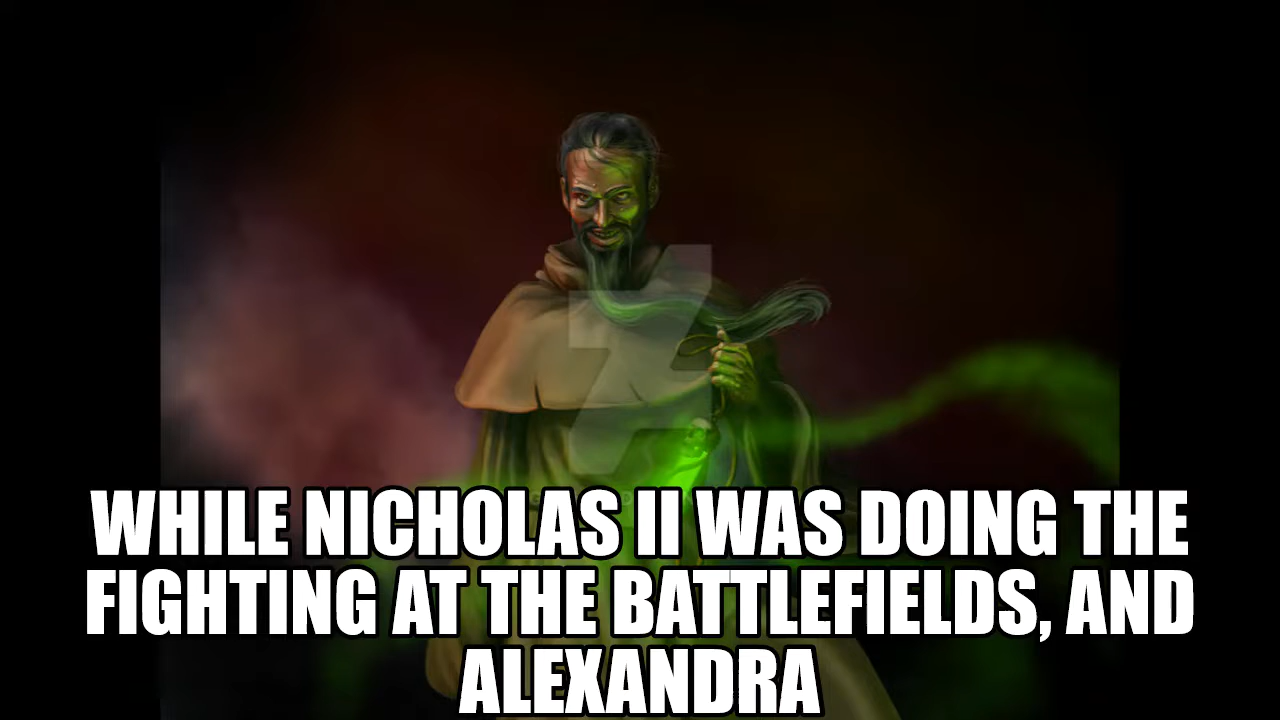 WHILE NICHOLAS II WAS DOING THE
FIGHTING AT THE BATTLEFIELDS, AND
ALEXANDRA